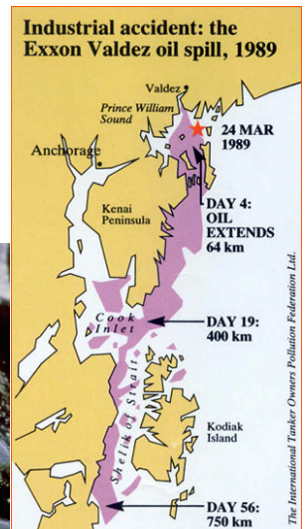 Industrial accident: the
Exxon Valdez oil spill, 1989
Valdez
Prince William
Sound
24 MAR
1989
Anchorage
DAY 4:
OIL
EXTENDS
64 km
Kenai
Peninsula
Cook
Inlet
DAY 19:
400 km
Shelikof Strait
Kodiak
Island
DAY 56:
750 km
The International Tanker Owners Pollution Federation Ltd.